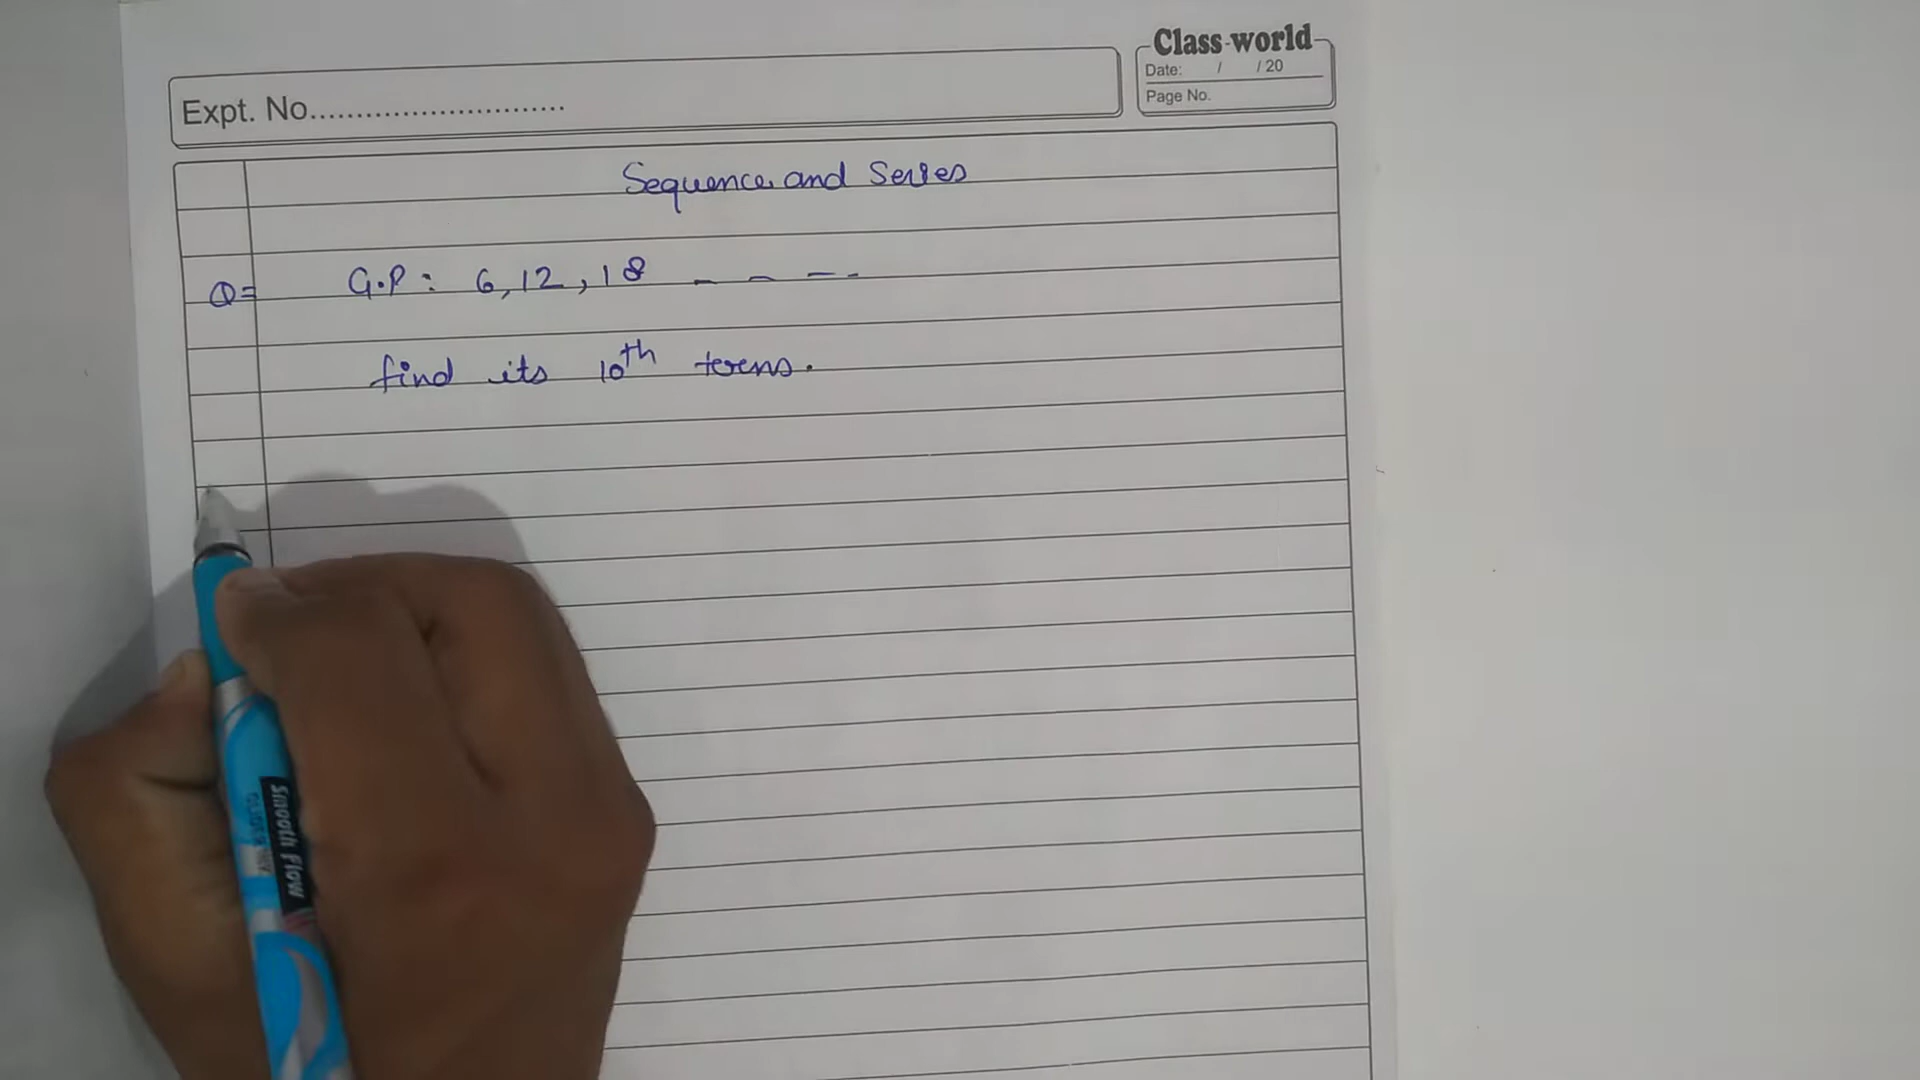 Class-world
Date: / / 20
Page No.
Expt. No...........................
Sequence and Series
Q= G.P: 6, 12, 18 - - - -
find its 10th terms.
Smooth Flow